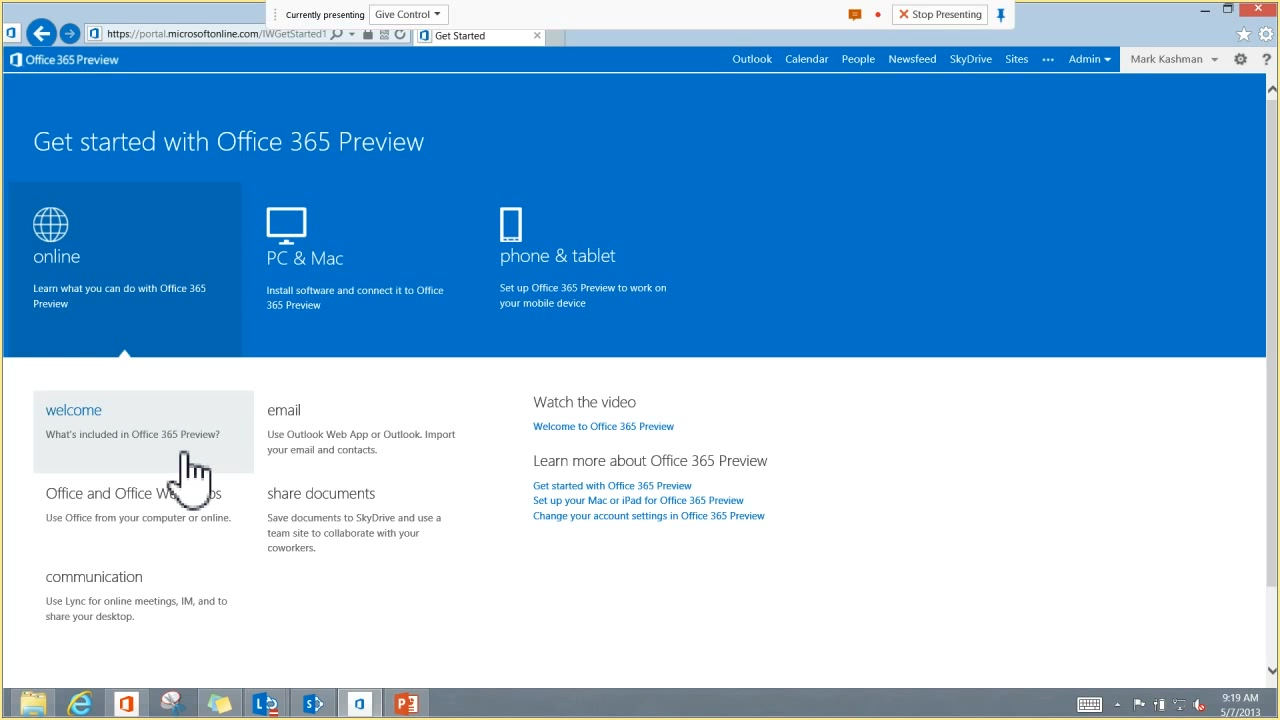 Currently presenting
Give Control
Stop Presenting
https://portal.microsoftonline.com/IWGetStarted1
Get Started
Office 365 Preview
Outlook
Calendar
People
Newsfeed
SkyDrive
Sites
Admin
Mark Kashman
?
Get started with Office 365 Preview
online
Learn what you can do with Office 365
Preview
PC & Mac
Install software and connect it to Office
365 Preview
phone & tablet
Set up Office 365 Preview to work on
your mobile device
welcome
What's included in Office 365 Preview?
email
Use Outlook Web App or Outlook. Import
your email and contacts.
Office and Office
Use Office from your computer or online.
share documents
Save documents to SkyDrive and use a
team site to collaborate with your
coworkers.
communication
Use Lync for online meetings, IM, and to
share your desktop.
Watch the video
Welcome to Office 365 Preview
Learn more about Office 365 Preview
Get started with Office 365 Preview
Set up your Mac or iPad for Office 365 Preview
Change your account settings in Office 365 Preview
9:19 AM
5/7/2013